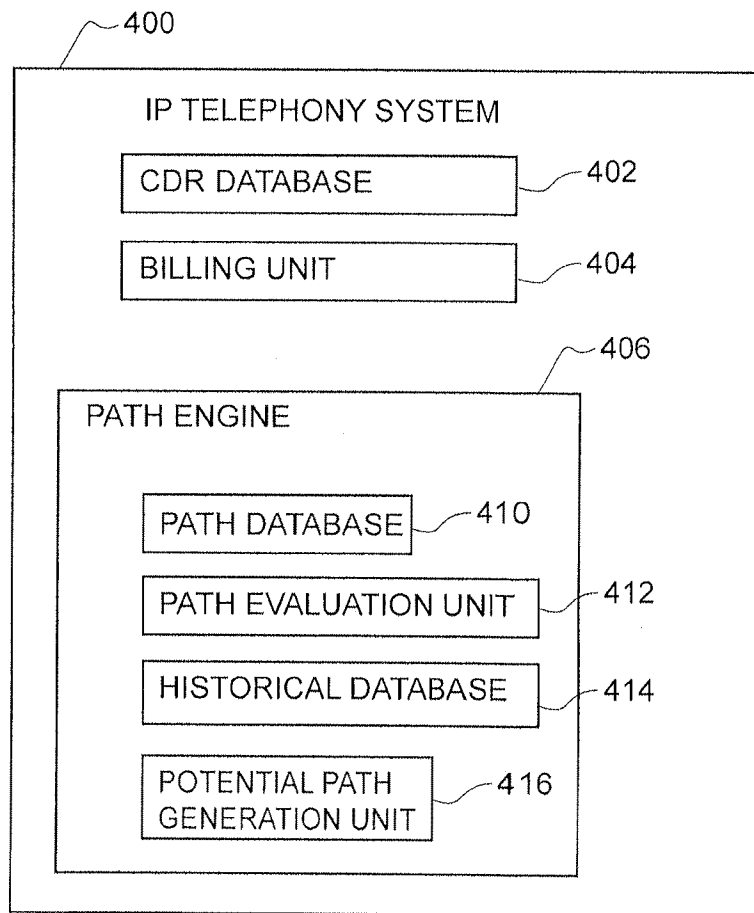 400
IP TELEPHONY SYSTEM
CDR DATABASE
402
BILLING UNIT
404
406
PATH ENGINE
PATH DATABASE
410
PATH EVALUATION UNIT
412
HISTORICAL DATABASE
414
POTENTIAL PATH
GENERATION UNIT
416